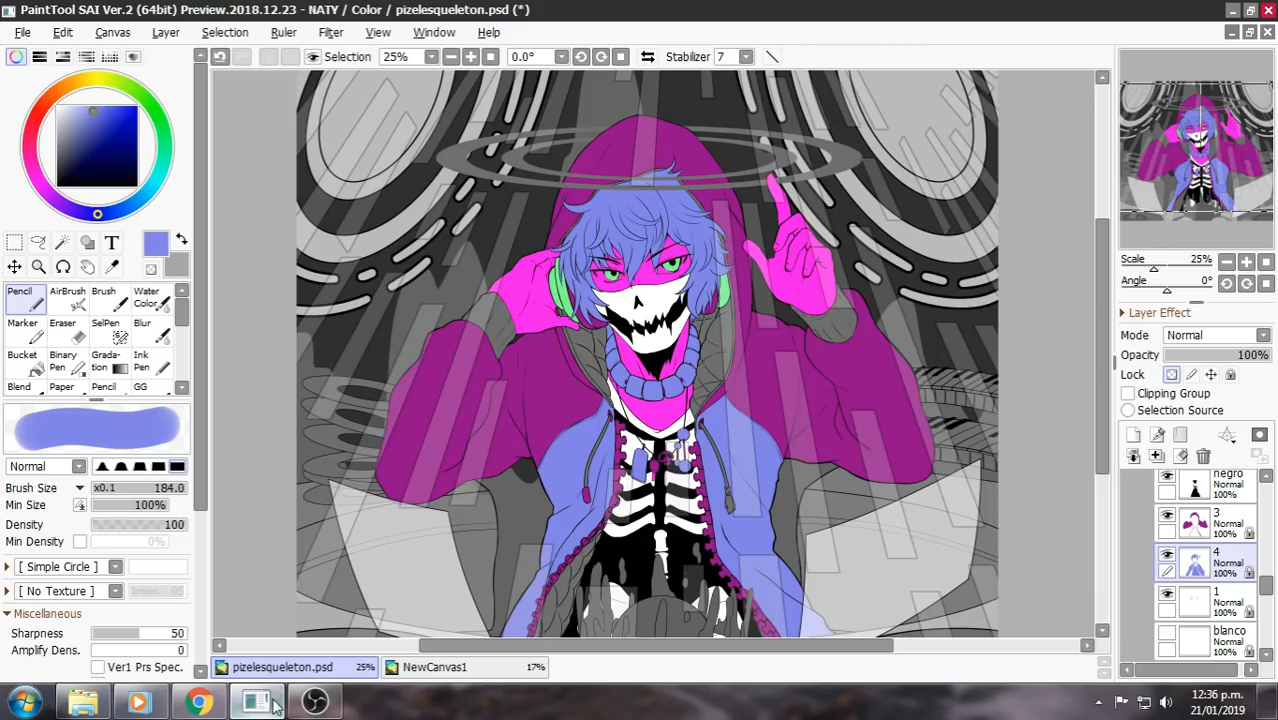 PaintTool SAI Ver.2 (64bit) Preview.2018.12.23 - NATY / Color / pizelesqueleton.psd (*)
File Edit Canvas Layer Selection Ruler Filter View Window Help
Selection 25% 0.0° Stabilizer 7
T
Pencil AirBrush Brush Water Color
Marker Eraser SelPen Blur
Bucket Binary Pen Gradation Ink Pen
Blend Paper Pencil GG
Normal
Brush Size x0.1 184.0
Min Size 100%
Density 100
Min Density 0%
[ Simple Circle ]
[ No Texture ] 95
Miscellaneous
Sharpness 50
Amplify Dens. 0
Ver1 Prs Spec.
Scale 25%
Angle 0°
Layer Effect
Mode Normal
Opacity 100%
Lock
Clipping Group
Selection Source
negro
Normal
100%
3
Normal
100%
4
Normal
100%
1
Normal
100%
blanco
Normal
100%
pizelesqueleton.psd 25% NewCanvas1 17%
12:36 p.m.
21/01/2019